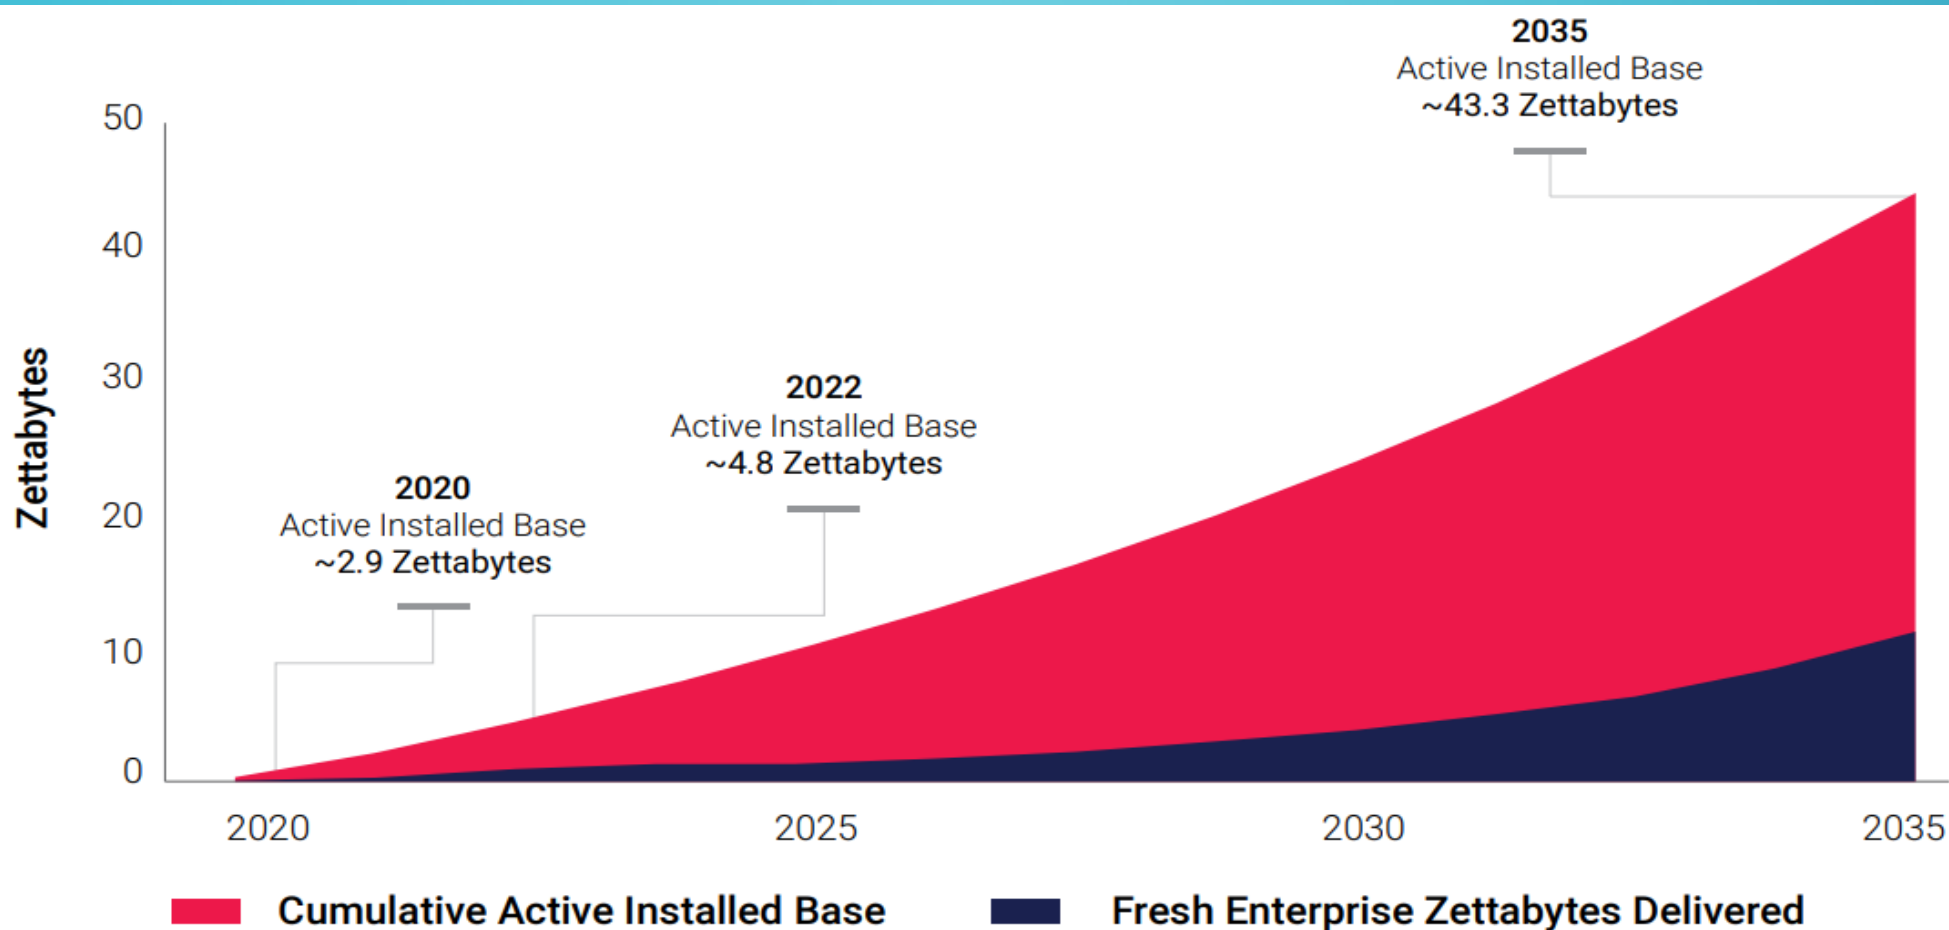 2035
Active Installed Base
~43.3 Zettabytes
50
40
30
20
10
0
Zettabytes
2022
Active Installed Base
~4.8 Zettabytes
2020
Active Installed Base
~2.9 Zettabytes
2020
2025
2030
2035
Cumulative Active Installed Base
Fresh Enterprise Zettabytes Delivered